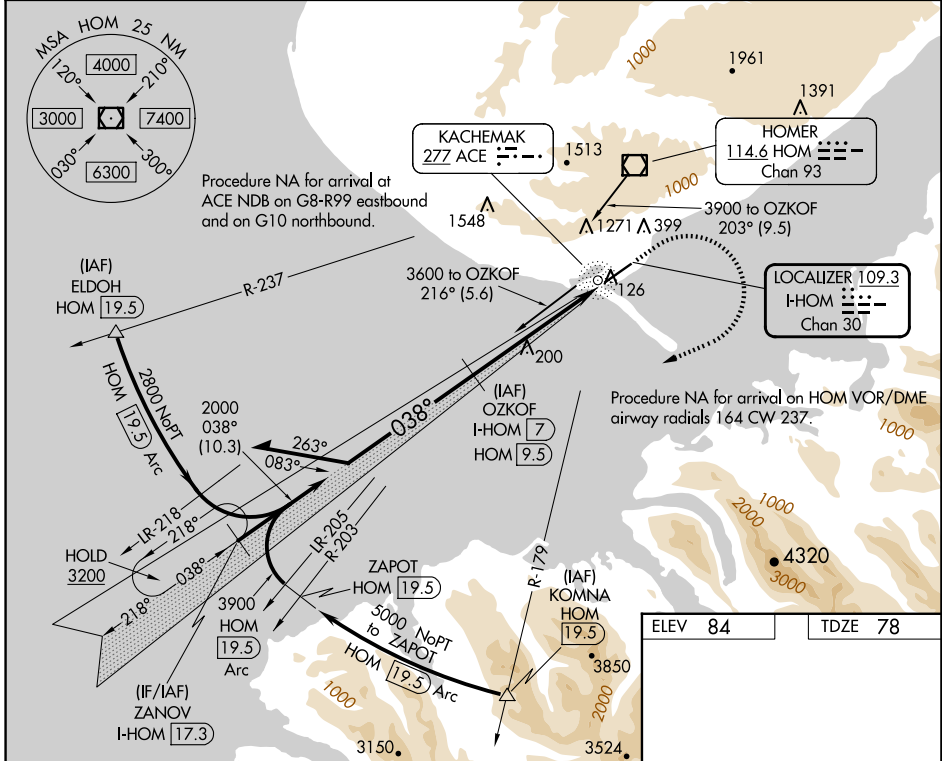 MSA HOM 25 NM
120°
4000
210°
3000
7400
030°
6300
300°
Procedure NA for arrival at
ACE NDB on G8-R99 eastbound
and on G10 northbound.
KACHEMAK
277 ACE
1000
1961
1391
HOMER
114.6 HOM
Chan 93
1513
1000
1548
1271
399
3900 to OZKOF
203° (9.5)
(IAF)
ELDOH
HOM 19.5
R-237
3600 to OZKOF
216° (5.6)
126
LOCALIZER 109.3
I-HOM
Chan 30
200
2800 NoPT
HOM 19.5 Arc
2000
038°
(10.3)
038°
(IAF)
OZKOF
I-HOM 7
HOM 9.5
Procedure NA for arrival on HOM VOR/DME
airway radials 164 CW 237.
1000
263°
083°
LR-218
218°
HOLD
3200
038°
218°
LR-205
R-203
R-179
ZAPOT
HOM 19.5
(IAF)
KOMNA
HOM
19.5
1000
2000
4320
3000
3900
HOM
19.5
Arc
5000 NoPT
to ZAPOT
HOM 19.5 Arc
(IF/IAF)
ZANOV
I-HOM 17.3
1000
3850
2000
3150
3524
ELEV 84
TDZE 78